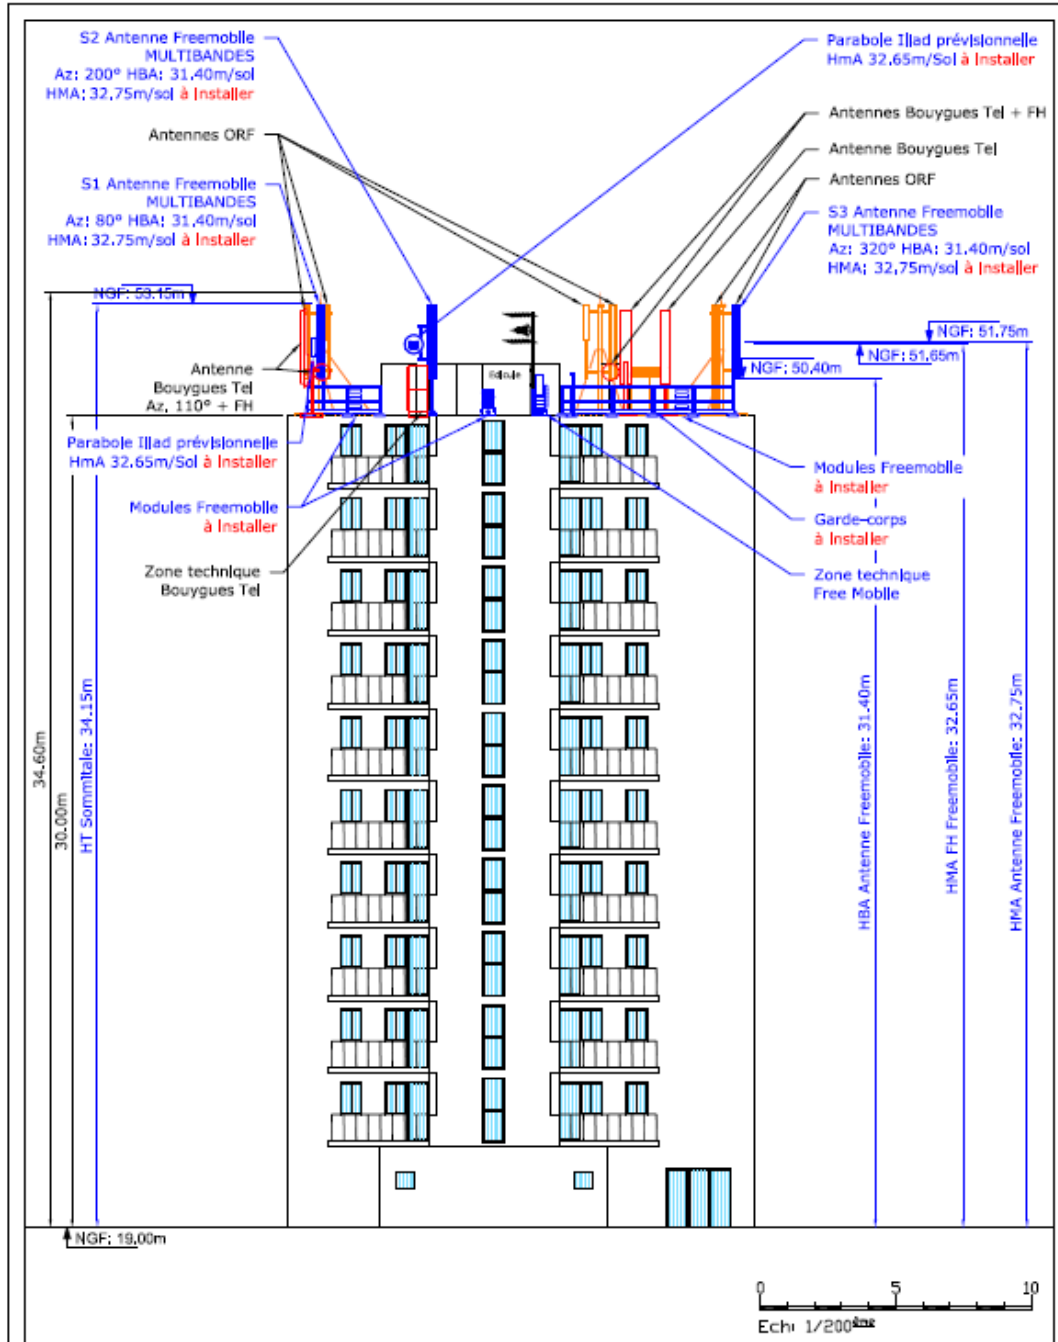 S2 Antenne Freemobile
MULTIBANDES
Az: 200° HBA: 31.40m/sol
HMA: 32,75m/sol à Installer
Parabole Iliad prévisionnelle
HmA 32.65m/Sol à Installer
Antennes ORF
Antennes Bouygues Tel + FH
Antenne Bouygues Tel
Antennes ORF
S1 Antenne Freemobile
MULTIBANDES
Az: 80° HBA: 31.40m/sol
HMA: 32.75m/sol à Installer
S3 Antenne Freemobile
MULTIBANDES
Az: 320° HBA: 31.40m/sol
HMA: 32,75m/sol à Installer
NGF: 53.15m
NGF: 51.75m
NGF: 51.65m
NGF: 50.40m
Antenne
Bouygues Tel
Az, 110° + FH
Edicule
Parabole Iliad prévisionnelle
HmA 32.65m/Sol à Installer
Modules Freemobile
à Installer
Modules Freemobile
à Installer
Garde-corps
à Installer
Zone technique
Bouygues Tel
Zone technique
Free Mobile
34.60m
30.00m
HT Sommitale: 34.15m
HBA Antenne Freemobile: 31.40m
HMA FH Freemobile: 32.65m
HMA Antenne Freemobile: 32.75m
NGF: 19.00m
0 5 10
Ech: 1/200ème